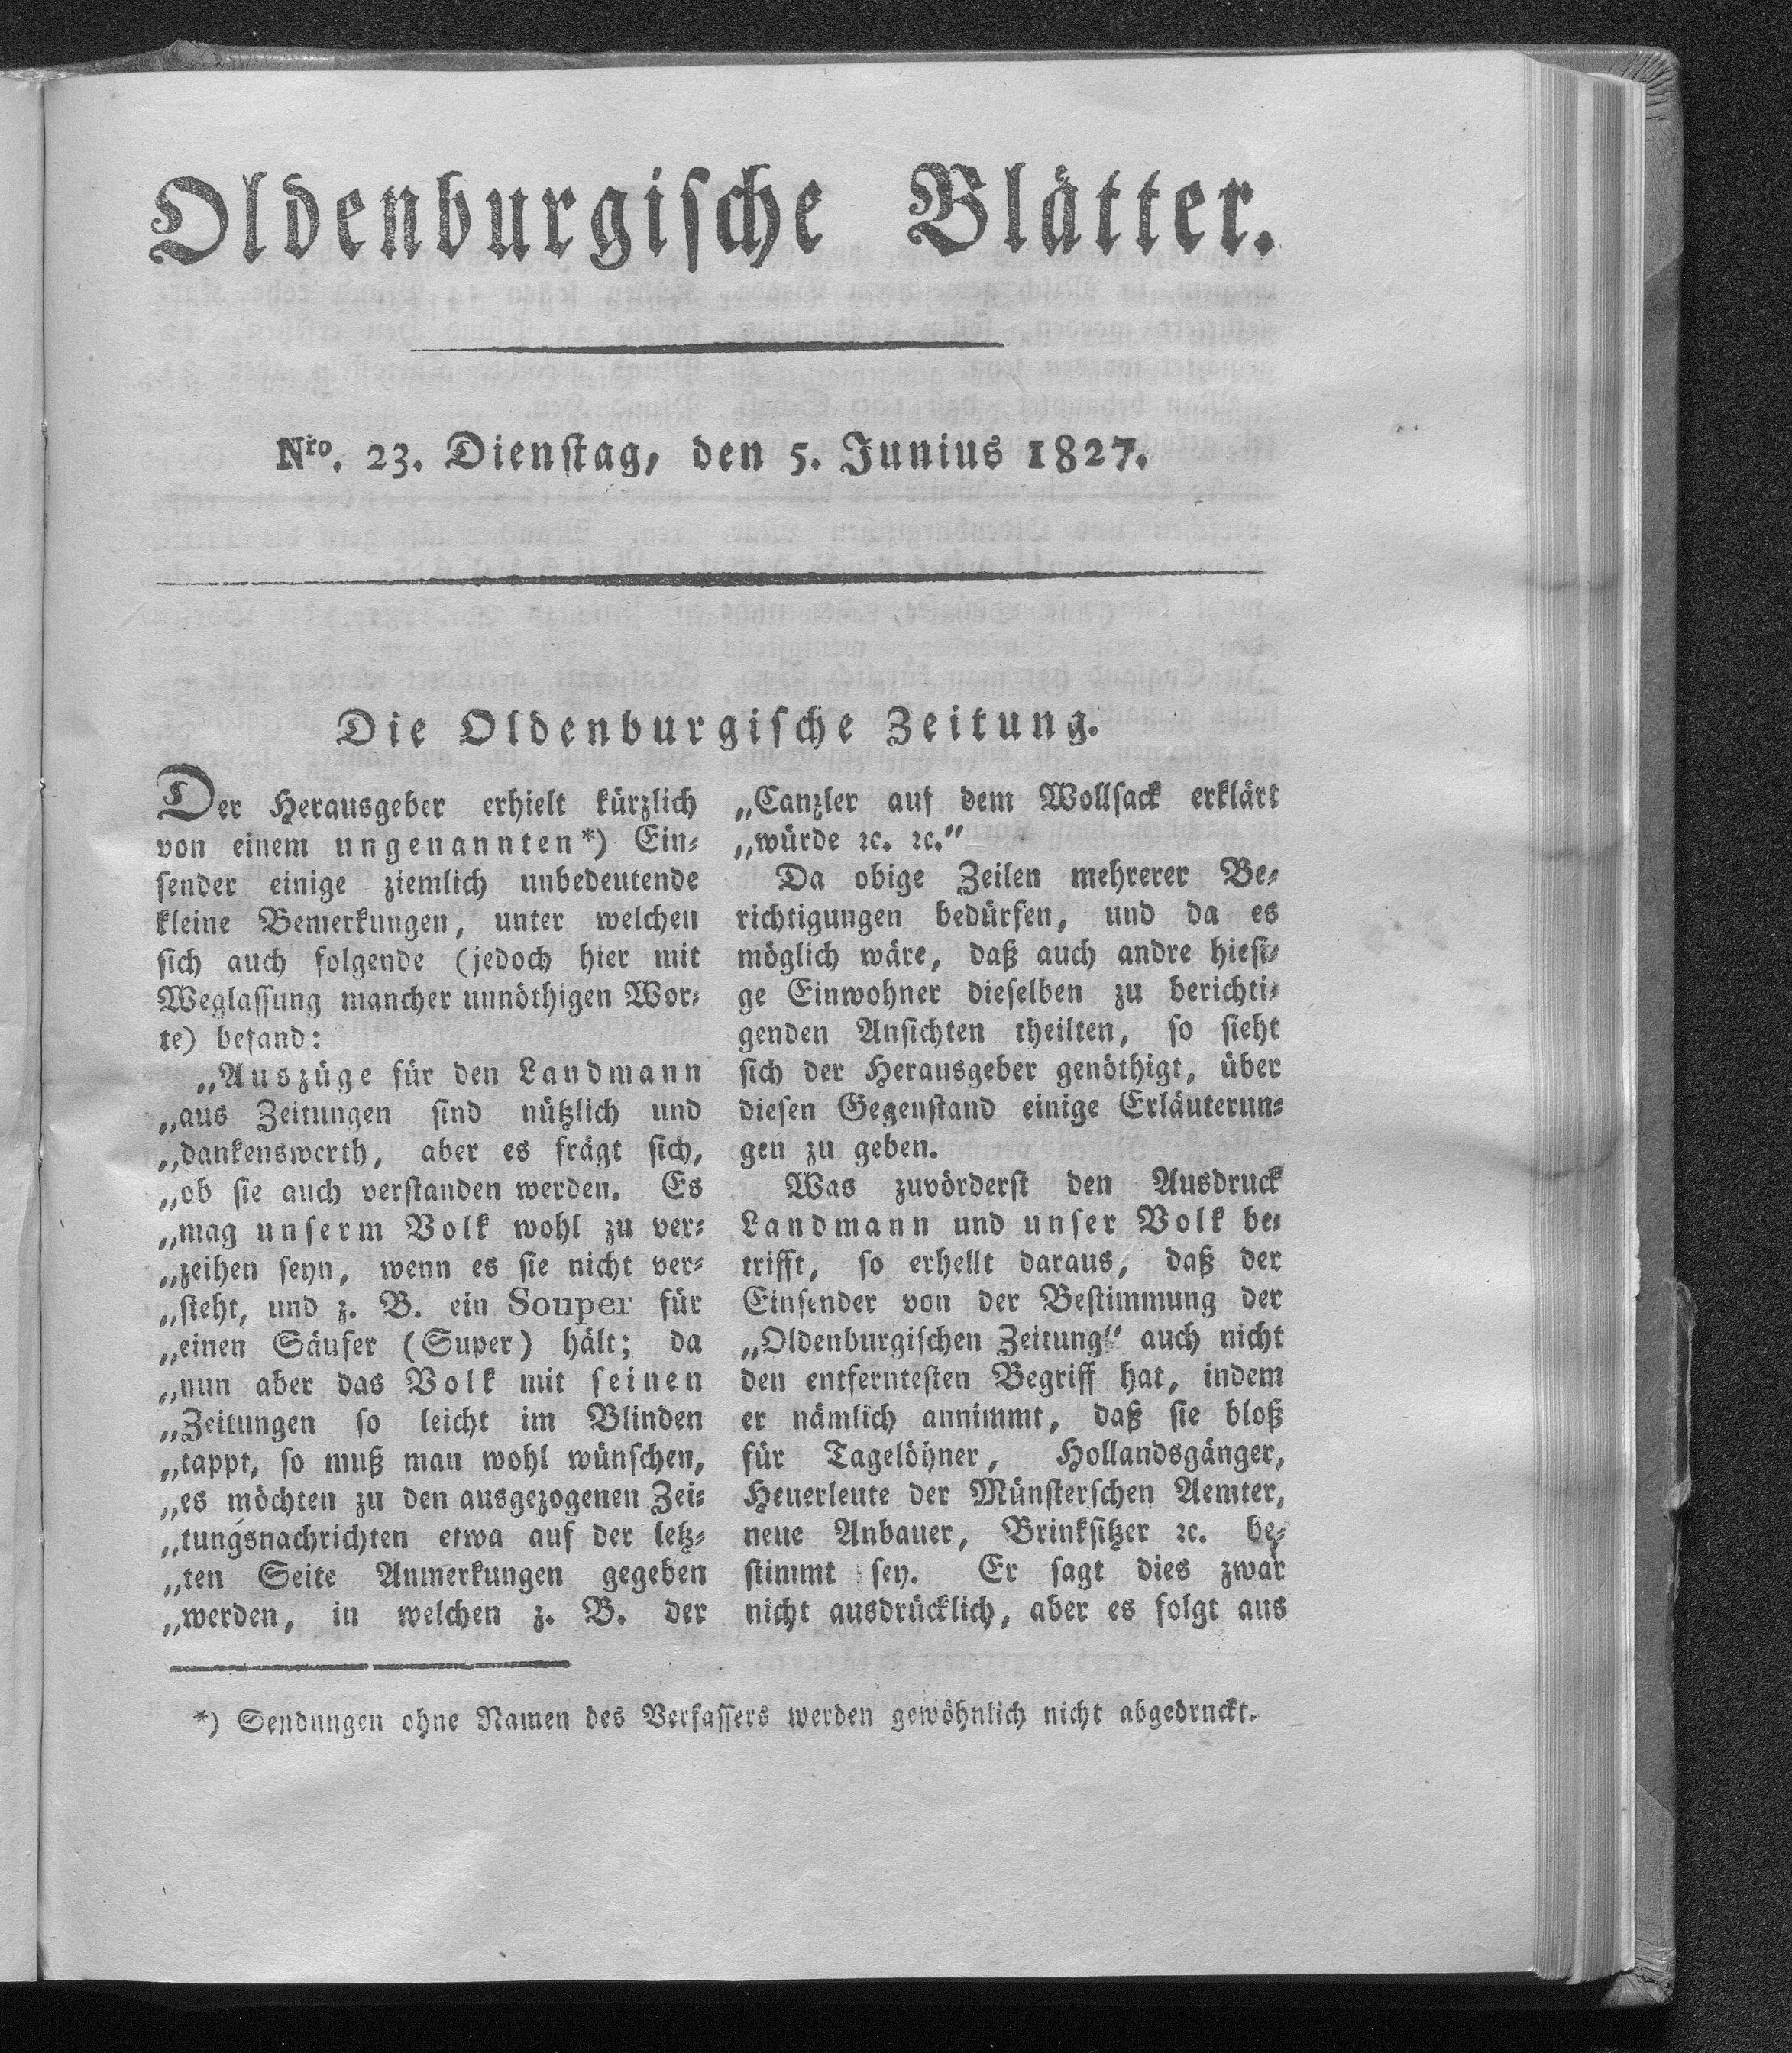 Oldenburgische Blätter.
Nro. 23. Dienstag, den 5. Junius 1827.
Die Oldenburgische Zeitung.
Der Herausgeber erhielt kürzlich
von einem ungenannten*) Ein-
sender einige ziemlich unbedeutende
kleine Bemerkungen, unter welchen
sich auch folgende (jedoch hier mit
Weglassung mancher unnöthigen Wor-
te) befand:
„Auszüge für den Landmann
„aus Zeitungen sind nützlich und
„dankenswerth, aber es frägt sich,
„ob sie auch verstanden werden. Es
„mag unserm Volk wohl zu ver-
„zeihen seyn, wenn es sie nicht ver-
„steht, und z. B. ein Souper für
„einen Säufer (Super) hält; da
„nun aber das Volk mit seinen
„Zeitungen so leicht im Blinden
„tappt, so muß man wohl wünschen,
„es möchten zu den ausgezogenen Zei-
„tungsnachrichten etwa auf der letz-
„ten Seite Anmerkungen gegeben
„werden, in welchen z. B. der
„Canzler auf dem Wollsack erklärt
„würde ꝛc. ꝛc.“
Da obige Zeilen mehrerer Be-
richtigungen bedürfen, und da es
möglich wäre, daß auch andre hiesi-
ge Einwohner dieselben zu berichti-
genden Ansichten theilten, so sieht
sich der Herausgeber genöthigt, über
diesen Gegenstand einige Erläuterun-
gen zu geben.
Was zuvörderst den Ausdruck
Landmann und unser Volk be-
trifft, so erhellt daraus, daß der
Einsender von der Bestimmung der
„Oldenburgischen Zeitung“ auch nicht
den entferntesten Begriff hat, indem
er nämlich annimmt, daß sie bloß
für Tagelöhner, Hollandsgänger,
Heuerleute der Münsterschen Aemter,
neue Anbauer, Brinksitzer ꝛc. be-
stimmt sey. Er sagt dies zwar
nicht ausdrücklich, aber es folgt aus
*) Sendungen ohne Namen des Verfassers werden gewöhnlich nicht abgedruckt.